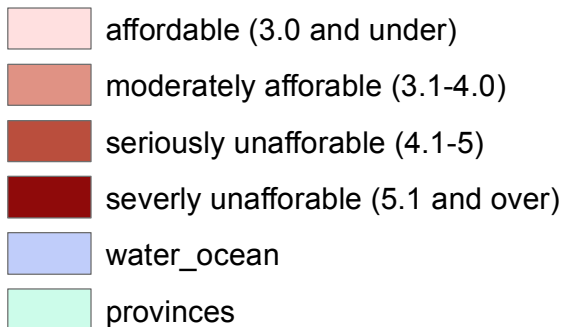 affordable (3.0 and under)
moderately afforable (3.1-4.0)
seriously unafforable (4.1-5)
severly unafforable (5.1 and over)
water_ocean
provinces